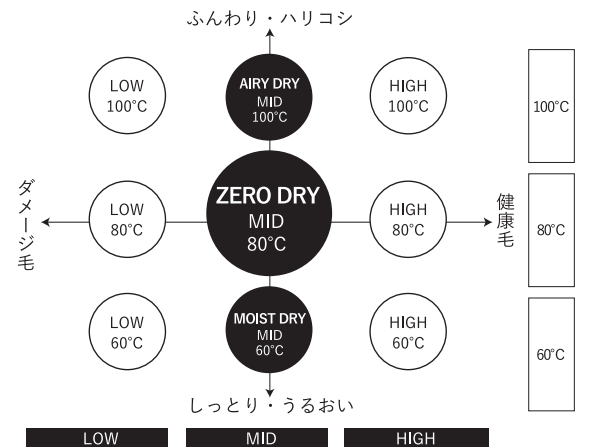 ふんわり・ハリコシ
LOW
100°C
AIRY DRY
MID
100°C
HIGH
100°C
100°C
ダメージ毛
LOW
80°C
ZERO DRY
MID
80°C
HIGH
80°C
健康毛
80°C
LOW
60°C
MOIST DRY
MID
60°C
HIGH
60°C
60°C
しっとり・うるおい
LOW
MID
HIGH